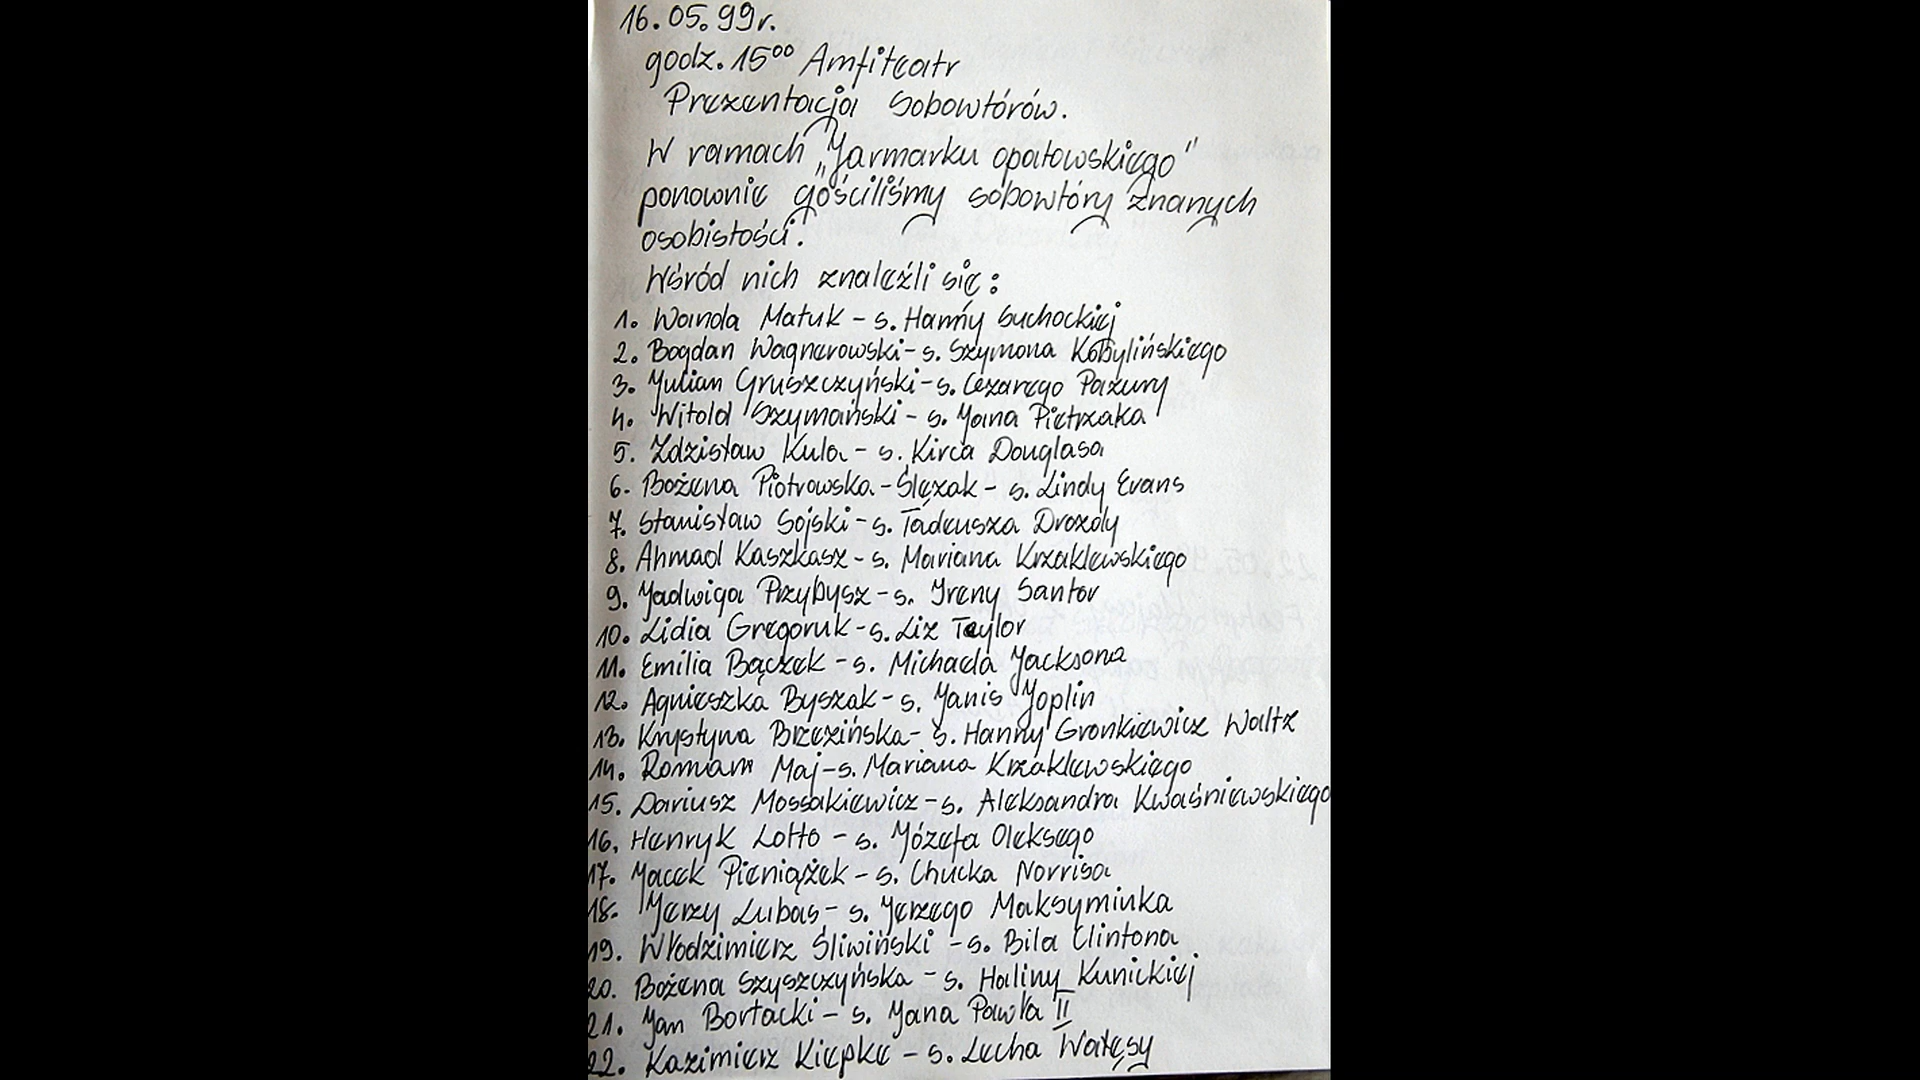 16.05.99r.
godz. 15⁰⁰ Amfiteatr
Prezentacja Sobowtórów.
W ramach „Jarmarku opatowskiego"
ponownie gościliśmy sobowtóry znanych
osobistości.
Wśród nich znaleźli się:
1. Wanda Matuk - s. Hanny Suchockiej
2. Bogdan Wagnerowski - s. Szymona Kobylińskiego
3. Julian Gruszczyński - s. Cezarego Pazury
4. Witold Szymański - s. Jana Pietrzaka
5. Zdzisław Kula - s. Kirca Douglasa
6. Bożena Piotrowska - Ślęzak - s. Lindy Evans
7. Stanisław Sojski - s. Tadeusza Drozdy
8. Ahmad Kaszkasz - s. Mariana Krzaklewskiego
9. Jadwiga Przybysz - s. Ireny Santor
10. Lidia Gregoruk - s. Liz Taylor
11. Emilia Bączek - s. Michaela Jacksona
12. Agnieszka Byszak - s. Janis Joplin
13. Krystyna Brzezińska - s. Hanny Gronkiewicz Waltz
14. Roman Maj - s. Mariana Krzaklewskiego
15. Dariusz Mossakiewicz - s. Aleksandra Kwaśniewskiego
16. Henryk Lotto - s. Józefa Oleksego
17. Jacek Pieniążek - s. Chucka Norrisa
18. Jerzy Lubas - s. Jerzego Maksymiuka
19. Włodzimierz Śliwiński - s. Bila Clintona
20. Bożena Szyszczyńska - s. Haliny Kunickiej
21. Jan Bortacki - s. Jana Pawła II
22. Kazimierz Kiepke - s. Lecha Wałęsy